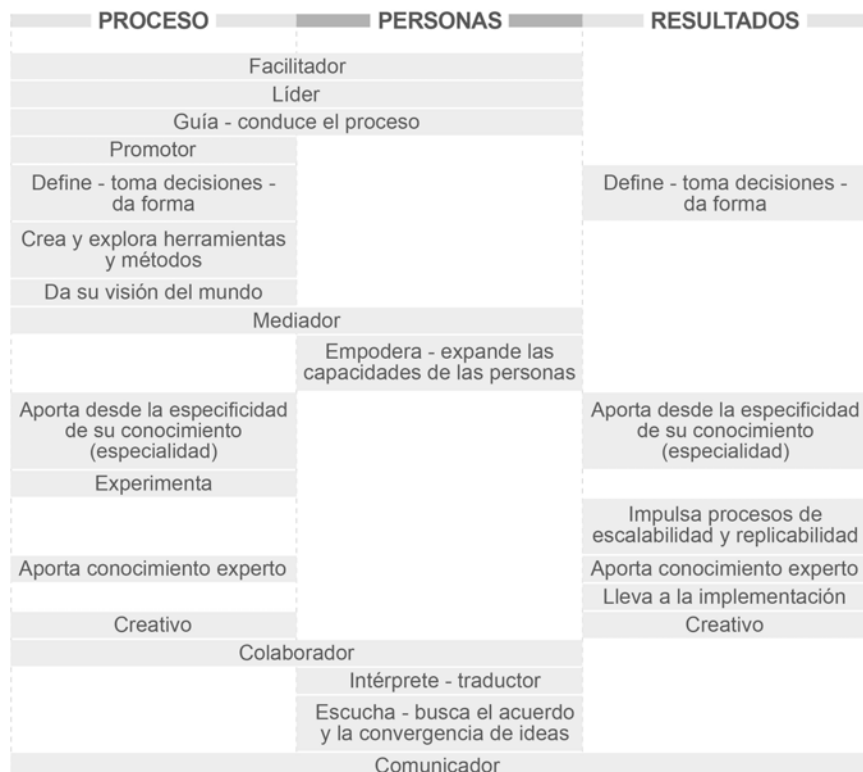 PROCESO PERSONAS RESULTADOS
Facilitador
Líder
Guía - conduce el proceso
Promotor
Define - toma decisiones -
da forma
Define - toma decisiones -
da forma
Crea y explora herramientas
y métodos
Da su visión del mundo
Mediador
Empodera - expande las
capacidades de las personas
Aporta desde la especificidad
de su conocimiento
(especialidad)
Aporta desde la especificidad
de su conocimiento
(especialidad)
Experimenta
Impulsa procesos de
escalabilidad y replicabilidad
Aporta conocimiento experto
Aporta conocimiento experto
Lleva a la implementación
Creativo
Creativo
Colaborador
Intérprete - traductor
Escucha - busca el acuerdo
y la convergencia de ideas
Comunicador